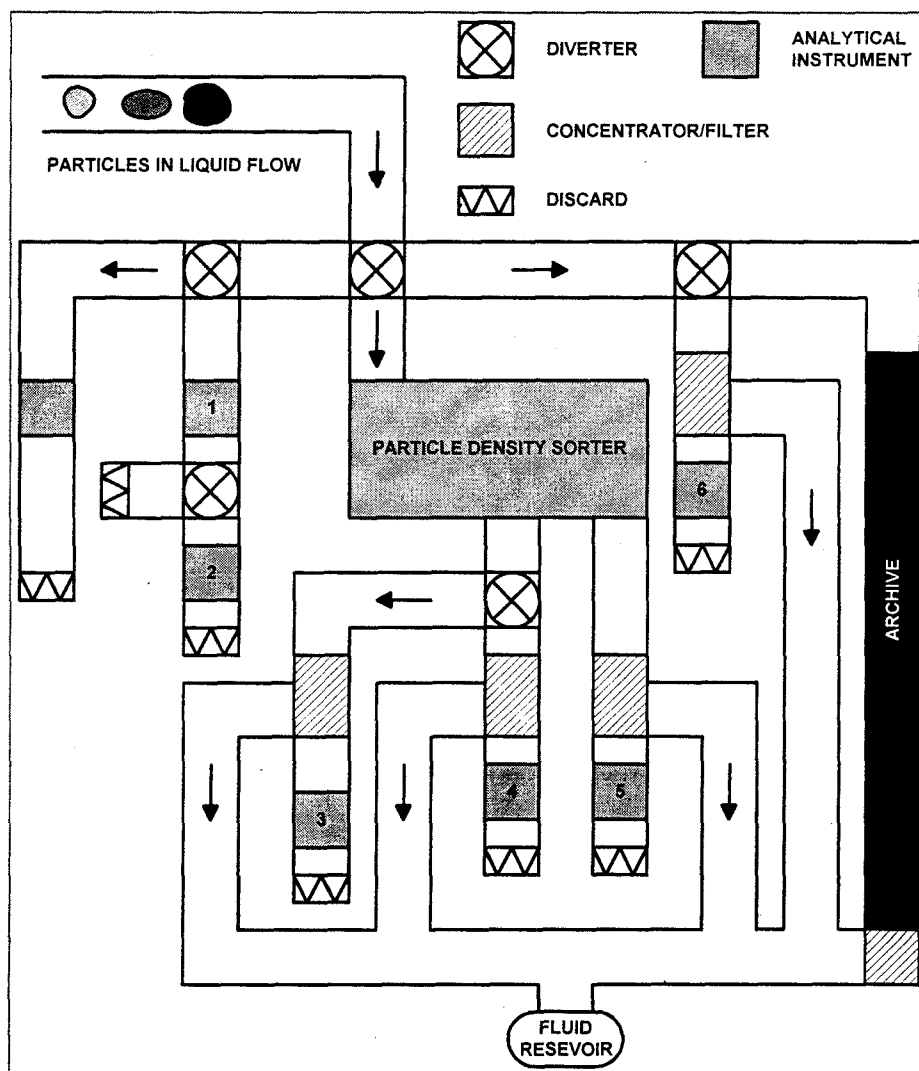 DIVERTER
ANALYTICAL
INSTRUMENT
CONCENTRATOR/FILTER
PARTICLES IN LIQUID FLOW
DISCARD
1
PARTICLE DENSITY SORTER
6
2
ARCHIVE
3
4
5
FLUID
RESEVOIR